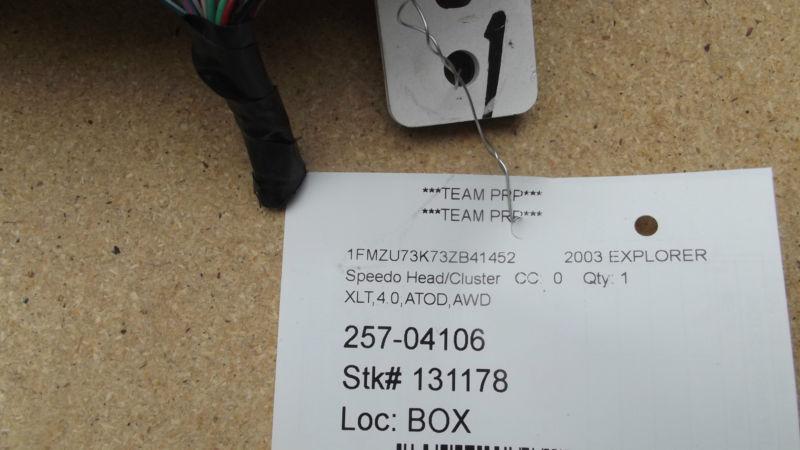 1
***TEAM PRP***
***TEAM PRP***
1FMZU73K73ZB41452 2003 EXPLORER
Speedo Head/Cluster CC: 0 Qty: 1
XLT,4.0,ATOD,AWD
257-04106
Stk# 131178
Loc: BOX